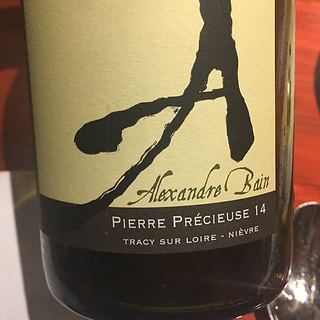 Alexandre Bain
PIERRE PRÉCIEUSE 14
TRACY SUR LOIRE - NIÈVRE